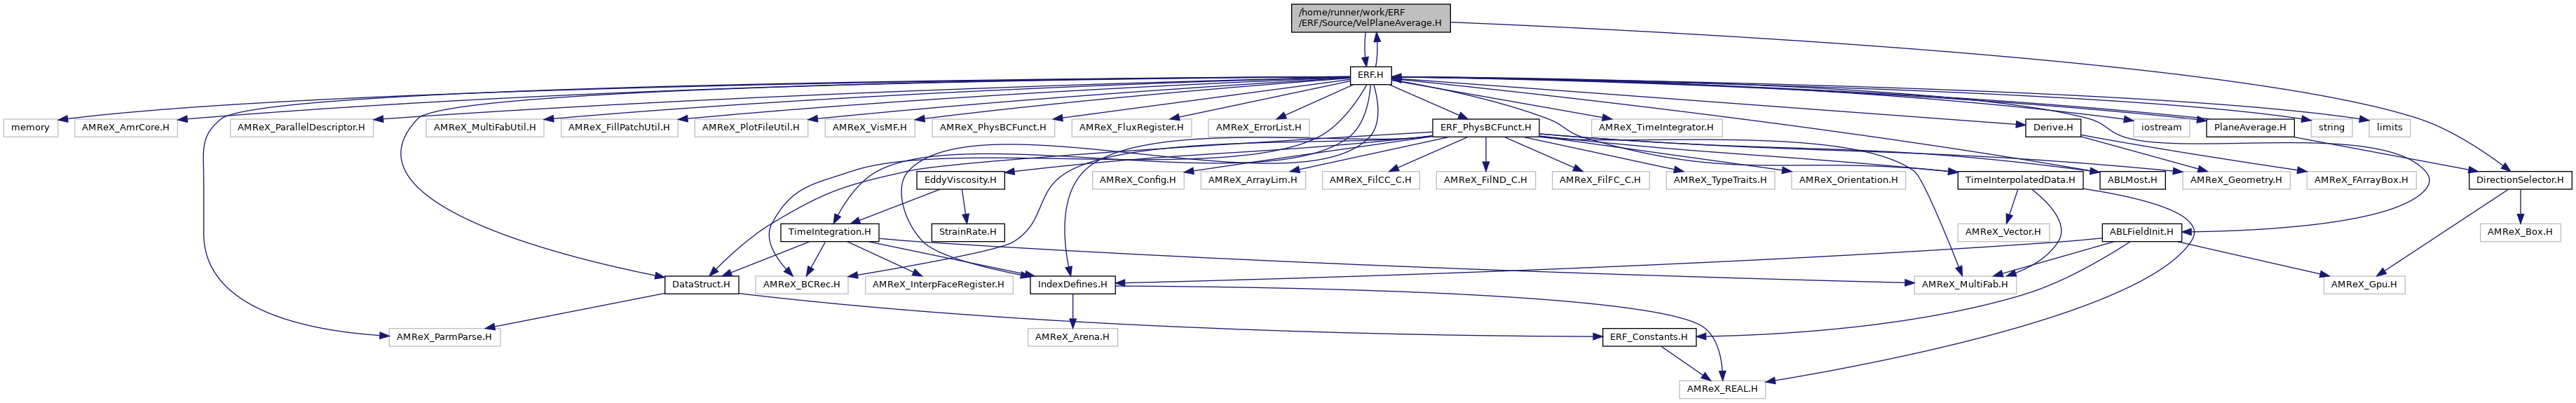 /home/runner/work/ERF
/ERF/Source/VelPlaneAverage.H
ERF.H
memory
AMReX_AmrCore.H
AMReX_ParallelDescriptor.H
AMReX_MultiFabUtil.H
AMReX_FillPatchUtil.H
AMReX_PlotFileUtil.H
AMReX_VisMF.H
AMReX_PhysBCFunct.H
AMReX_FluxRegister.H
AMReX_ErrorList.H
ERF_PhysBCFunct.H
AMReX_TimeIntegrator.H
Derive.H
iostream
PlaneAverage.H
string
limits
EddyViscosity.H
AMReX_Config.H
AMReX_ArrayLim.H
AMReX_FilCC_C.H
AMReX_FilND_C.H
AMReX_FilFC_C.H
AMReX_TypeTraits.H
AMReX_Orientation.H
TimeInterpolatedData.H
ABLMost.H
AMReX_Geometry.H
AMReX_FArrayBox.H
DirectionSelector.H
TimeIntegration.H
StrainRate.H
AMReX_Vector.H
ABLFieldInit.H
AMReX_Box.H
DataStruct.H
AMReX_BCRec.H
AMReX_InterpFaceRegister.H
IndexDefines.H
AMReX_MultiFab.H
AMReX_Gpu.H
AMReX_ParmParse.H
AMReX_Arena.H
ERF_Constants.H
AMReX_REAL.H